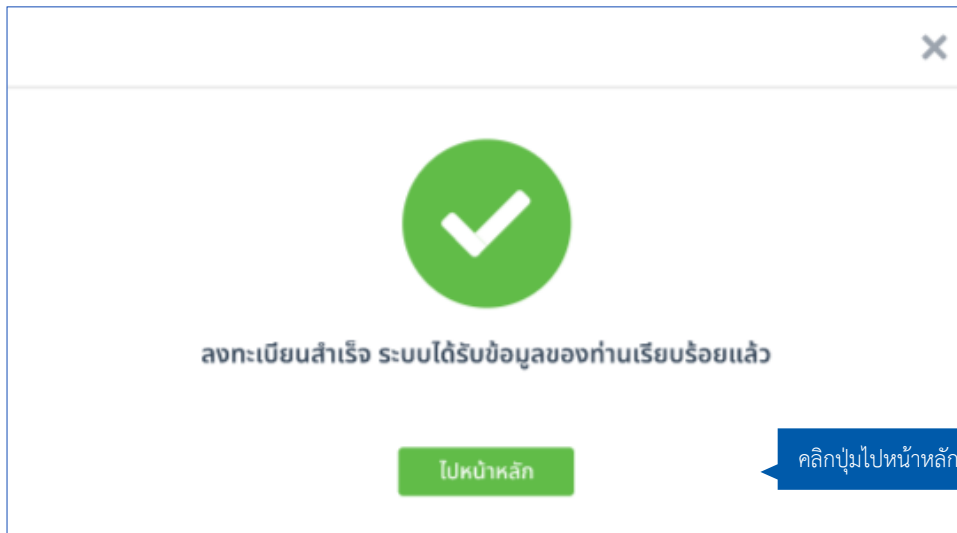 ลงทะเบียนสำเร็จ ระบบได้รับข้อมูลของท่านเรียบร้อยแล้ว
ไปหน้าหลัก
คลิกปุ่มไปหน้าหลัก